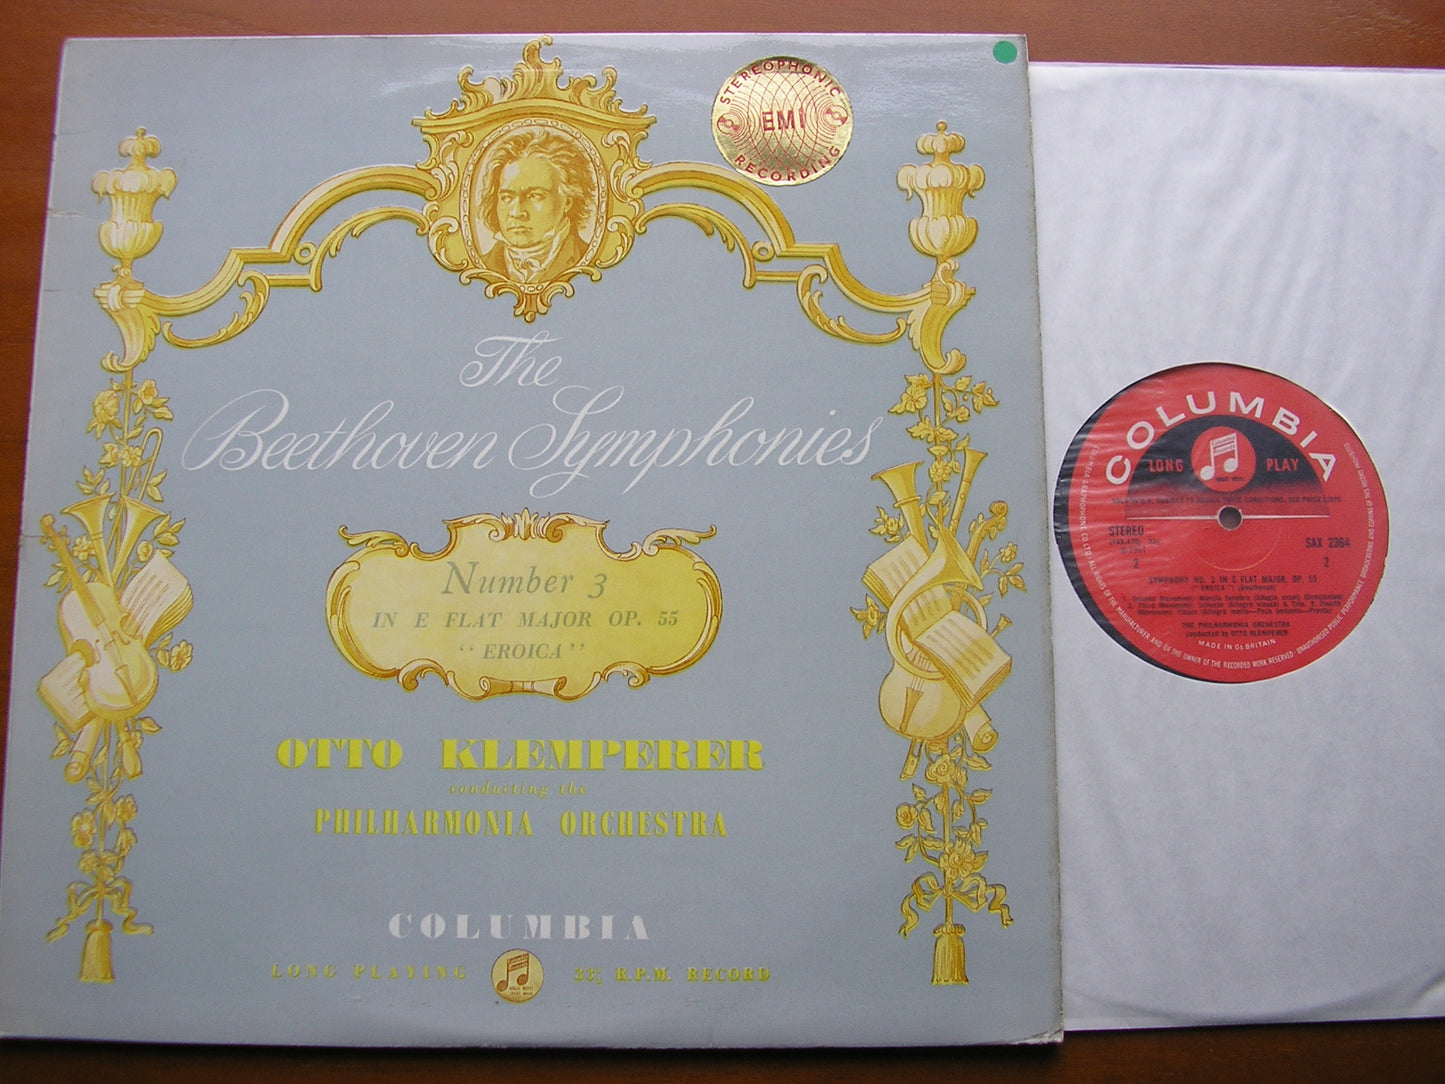 STEREOPHONIC
EMI
RECORDING
The
Beethoven Symphonies
Number 3
IN E FLAT MAJOR OP. 55
“ EROICA ”
OTTO KLEMPERER
conducting the
PHILHARMONIA ORCHESTRA
COLUMBIA
LONG PLAYING 33⅓ R.P.M. RECORD
COLUMBIA
LONG PLAY
STEREO
SAX 2364
2
2
SYMPHONY NO. 3 IN E FLAT MAJOR, OP. 55
("EROICA") (Beethoven)
THE PHILHARMONIA ORCHESTRA
conducted by OTTO KLEMPERER
MADE IN Gt BRITAIN